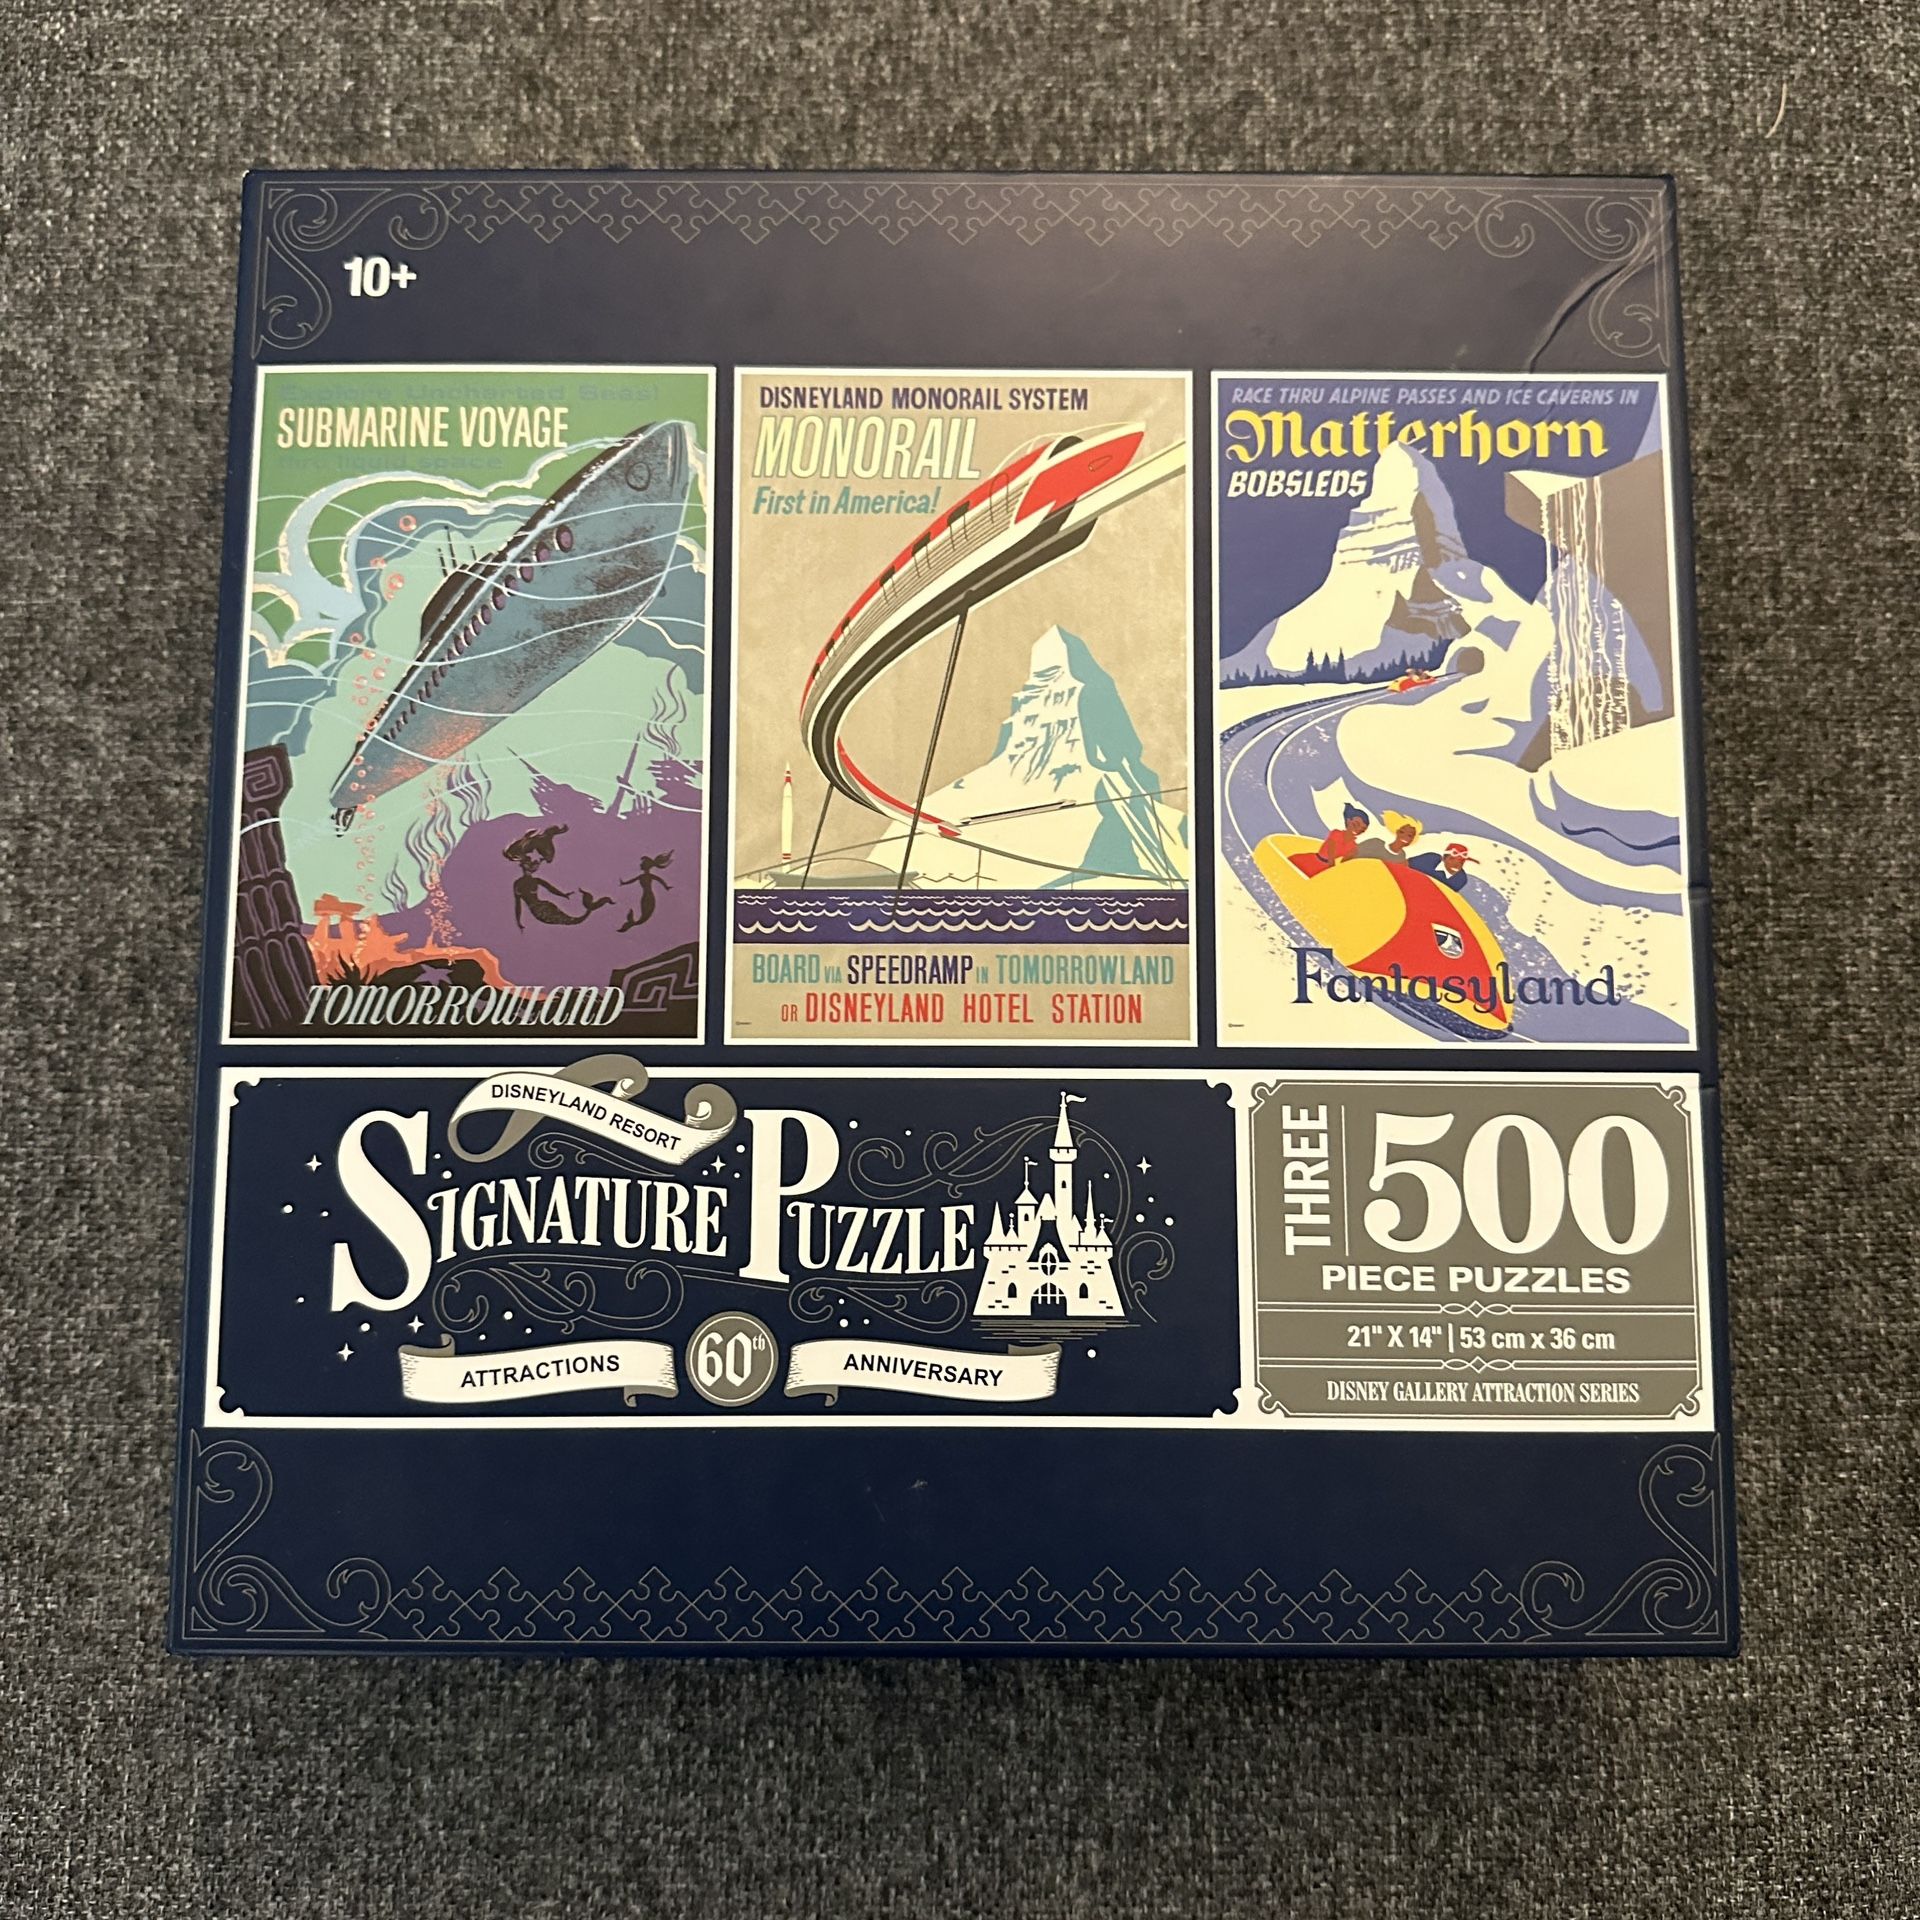 10+
Explore Uncharted Seas!
SUBMARINE VOYAGE
thru liquid space
TOMORROWLAND
DISNEYLAND MONORAIL SYSTEM
MONORAIL
First in America!
BOARD VIA SPEEDRAMP IN TOMORROWLAND
OR DISNEYLAND HOTEL STATION
RACE THRU ALPINE PASSES AND ICE CAVERNS IN
Matterhorn
BOBSLEDS
Fantasyland
DISNEYLAND RESORT
SIGNATURE PUZZLE
ATTRACTIONS 60th ANNIVERSARY
THREE 500
PIECE PUZZLES
21" X 14" | 53 cm x 36 cm
DISNEY GALLERY ATTRACTION SERIES